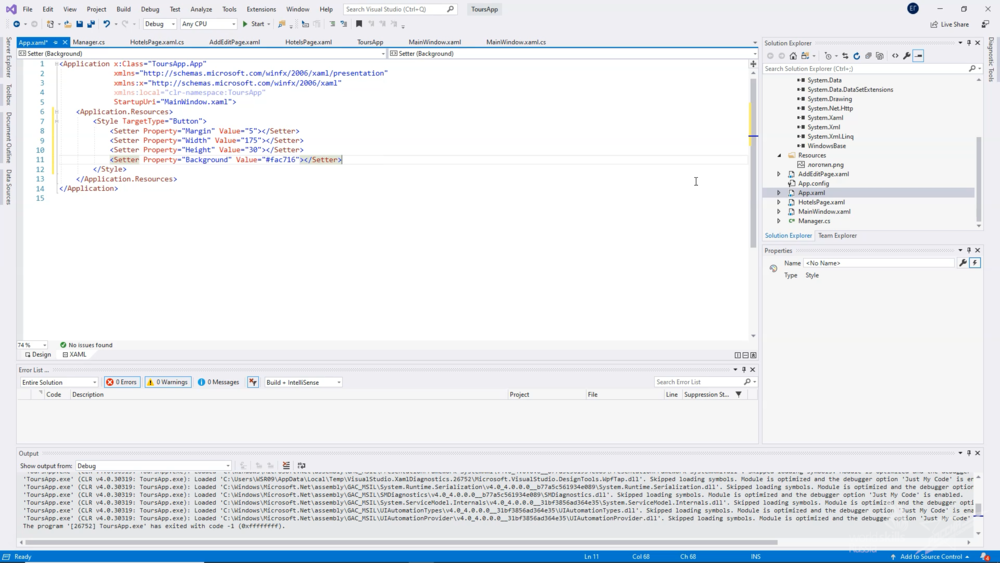 File Edit View Project Build Debug Test Analyze Tools Extensions Window Help Search Visual Studio (Ctrl+Q) ToursApp ET
Debug Any CPU Start Live Share
App.xaml* Manager.cs HotelsPage.xaml.cs AddEditPage.xaml HotelsPage.xaml ToursApp MainWindow.xaml MainWindow.xaml.cs
Setter (Background) Setter (Background)
1 <Application x:Class="ToursApp.App"
2 xmlns="http://schemas.microsoft.com/winfx/2006/xaml/presentation"
3 xmlns:x="http://schemas.microsoft.com/winfx/2006/xaml"
4 xmlns:local="clr-namespace:ToursApp"
5 StartupUri="MainWindow.xaml">
6 <Application.Resources>
7 <Style TargetType="Button">
8 <Setter Property="Margin" Value="5"></Setter>
9 <Setter Property="Width" Value="175"></Setter>
10 <Setter Property="Height" Value="30"></Setter>
11 <Setter Property="Background" Value="#fac716"></Setter>
12 </Style>
13 </Application.Resources>
14 </Application>
15
74 % No issues found
Design XAML
Server Explorer
Toolbox
Document Outline
Data Sources
Solution Explorer
Search Solution Explorer (Ctrl+;)
System.Data
System.Data.DataSetExtensions
System.Drawing
System.Net.Http
System.Xaml
System.Xml
System.Xml.Linq
WindowsBase
Resources
логотип.png
AddEditPage.xaml
App.config
App.xaml
HotelsPage.xaml
MainWindow.xaml
Manager.cs
Solution Explorer Team Explorer
Properties
Name <No Name>
Type Style
Diagnostic Tools
Error List ...
Entire Solution 0 Errors 0 Warnings 0 Messages Build + IntelliSense Search Error List
Code Description Project File Line Suppression St...
Output
Show output from: Debug
'ToursApp.exe' (CLR v4.0.30319: ToursApp.exe): Loaded 'C:\Users\WSR09\AppData\Local\Temp\VisualStudio.XamlDiagnostics.26752\Microsoft.VisualStudio.DesignTools.WpfTap.dll'. Skipped loading symbols. Module is optimized and the debugger option 'Just My Code' is en
'ToursApp.exe' (CLR v4.0.30319: ToursApp.exe): Loaded 'C:\Windows\Microsoft.Net\assembly\GAC_MSIL\System.Runtime.Serialization\v4.0_4.0.0.0__b77a5c561934e089\System.Runtime.Serialization.dll'. Skipped loading symbols. Module is optimized and the debugger option
'ToursApp.exe' (CLR v4.0.30319: ToursApp.exe): Loaded 'C:\Windows\Microsoft.Net\assembly\GAC_MSIL\SMDiagnostics\v4.0_4.0.0.0__b77a5c561934e089\SMDiagnostics.dll'. Skipped loading symbols. Module is optimized and the debugger option 'Just My Code' is enabled.
'ToursApp.exe' (CLR v4.0.30319: ToursApp.exe): Loaded 'C:\Windows\Microsoft.Net\assembly\GAC_MSIL\System.ServiceModel.Internals\v4.0_4.0.0.0__31bf3856ad364e35\System.ServiceModel.Internals.dll'. Skipped loading symbols. Module is optimized and the debugger opti
'ToursApp.exe' (CLR v4.0.30319: ToursApp.exe): Loaded 'C:\Windows\Microsoft.Net\assembly\GAC_MSIL\UIAutomationTypes\v4.0_4.0.0.0__31bf3856ad364e35\UIAutomationTypes.dll'. Skipped loading symbols. Module is optimized and the debugger option 'Just My Code' is ena
'ToursApp.exe' (CLR v4.0.30319: ToursApp.exe): Loaded 'C:\Windows\Microsoft.Net\assembly\GAC_MSIL\UIAutomationProvider\v4.0_4.0.0.0__31bf3856ad364e35\UIAutomationProvider.dll'. Skipped loading symbols. Module is optimized and the debugger option 'Just My Cod
The program '[26752] ToursApp.exe' has exited with code -1 (0xffffffff).
Ready Ln 11 Col 68 Ch 68 INS Add to Source Control